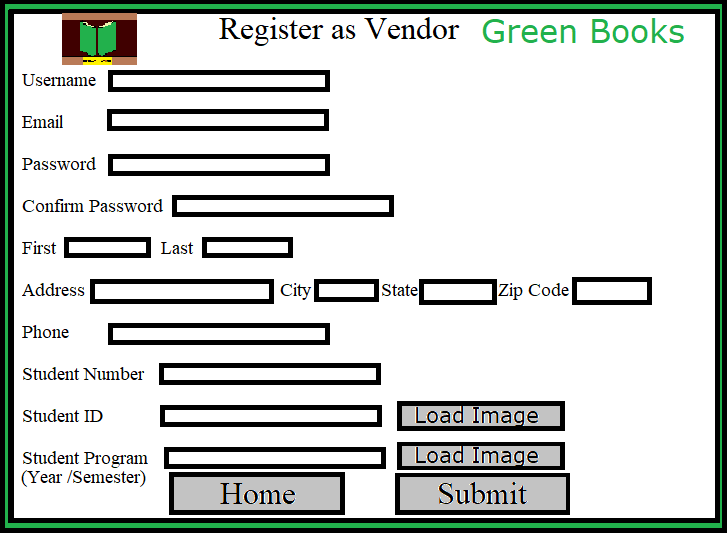 Register as Vendor Green Books
Username
Email
Password
Confirm Password
First Last
Address City State Zip Code
Phone
Student Number
Student ID Load Image
Student Program Load Image
(Year /Semester)
Home Submit